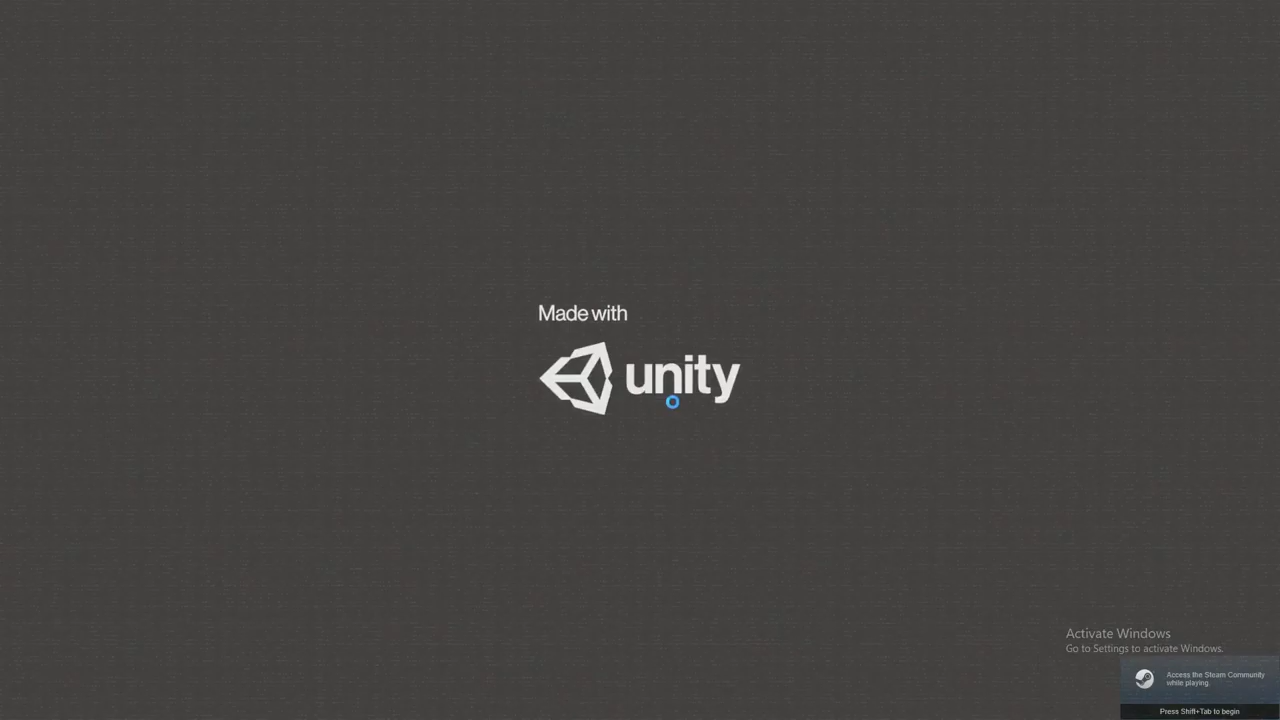 Made with
unity
Activate Windows
Go to Settings to activate Windows.
Access the Steam Community
while playing.
Press Shift+Tab to begin